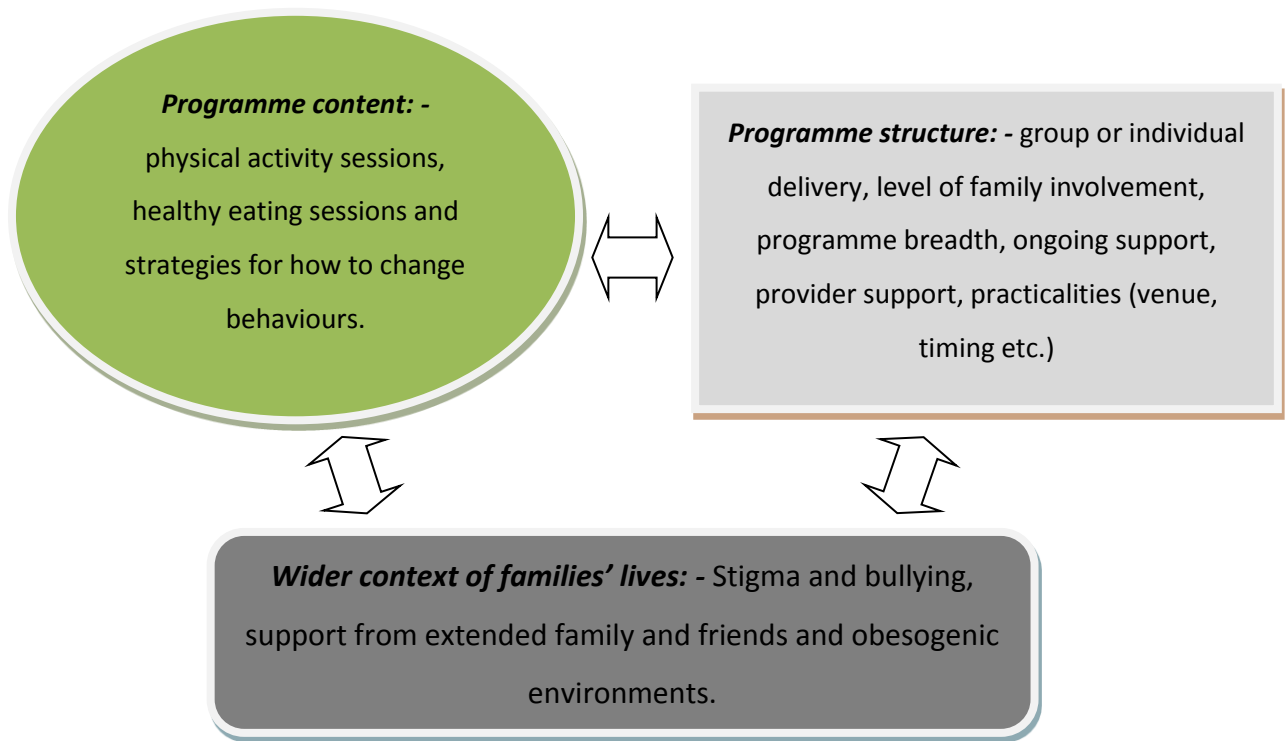 Programme content: -
physical activity sessions,
healthy eating sessions and
strategies for how to change
behaviours.
Programme structure: - group or individual
delivery, level of family involvement,
programme breadth, ongoing support,
provider support, practicalities (venue,
timing etc.)
Wider context of families’ lives: - Stigma and bullying,
support from extended family and friends and obesogenic
environments.